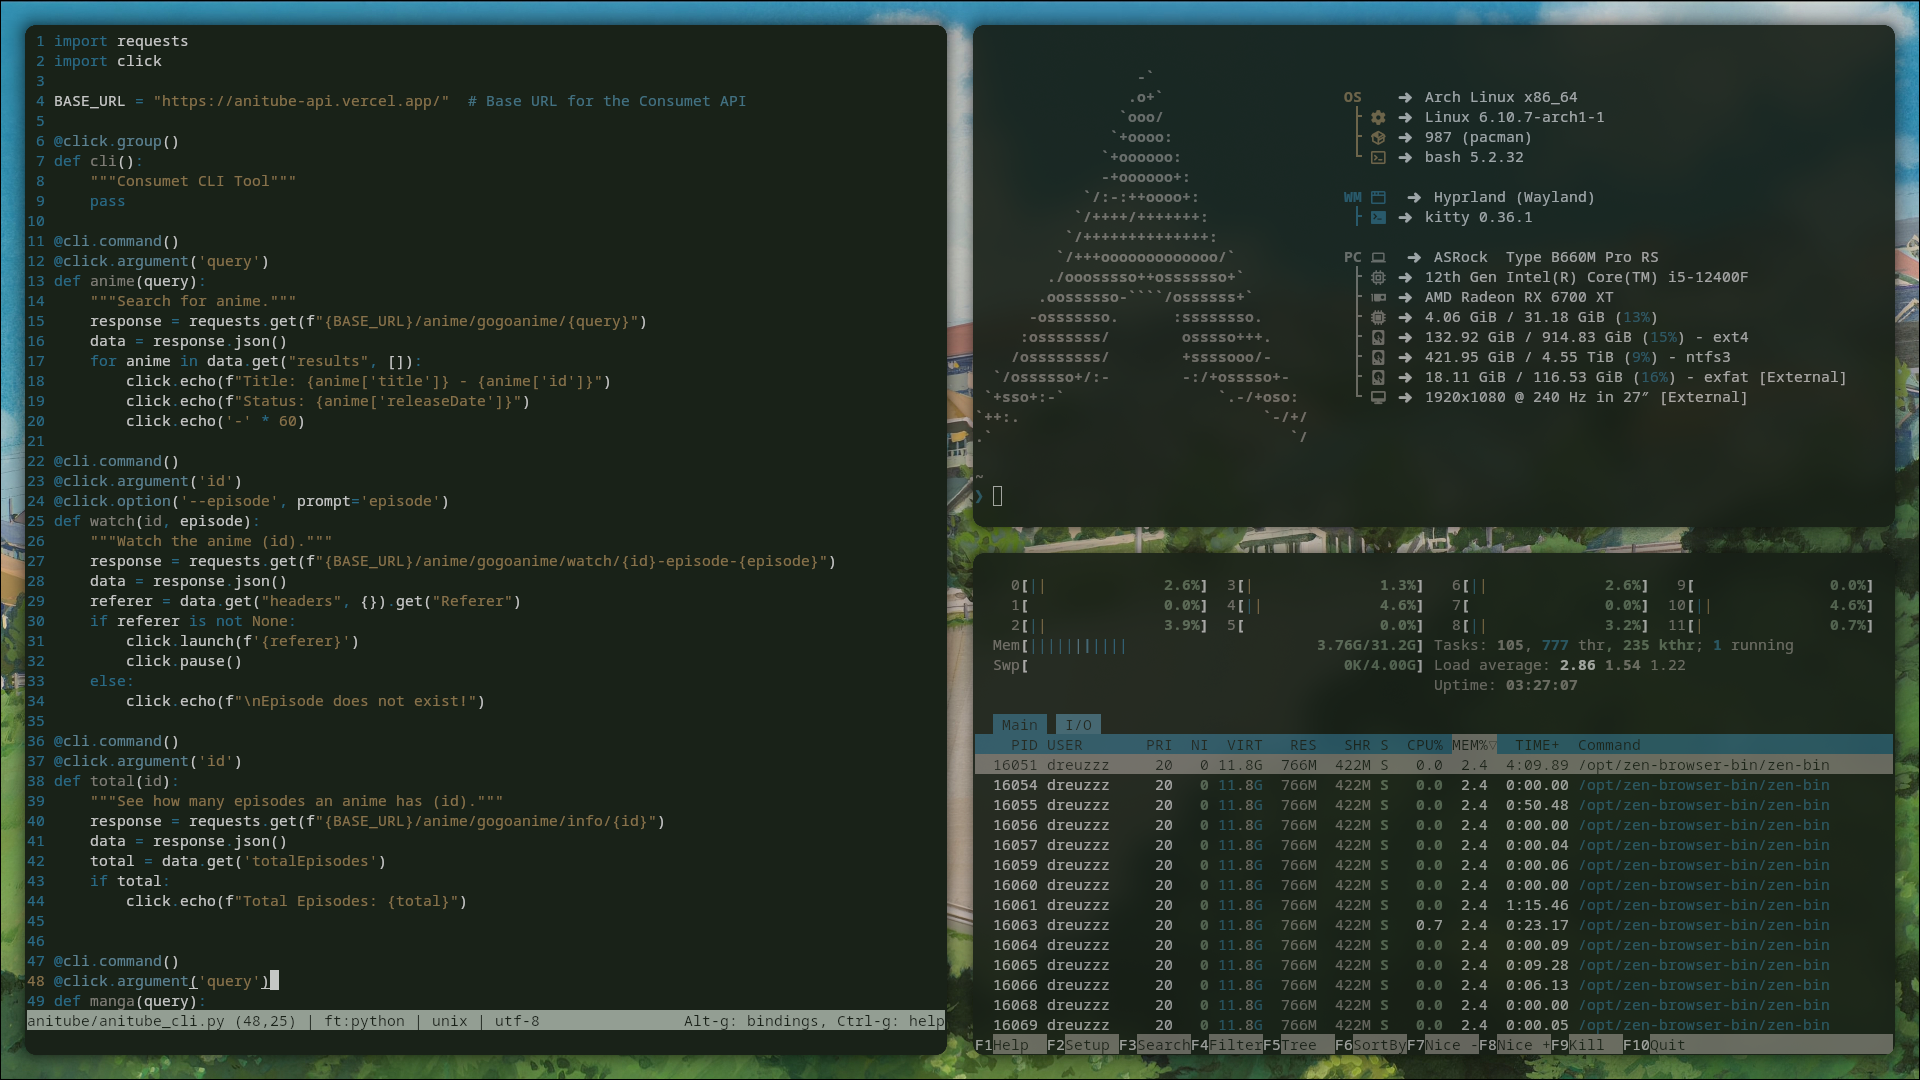 1 import requests
2 import click
3
4 BASE_URL = "https://anitube-api.vercel.app/"  # Base URL for the Consumet API
5
6 @click.group()
7 def cli():
8     """Consumet CLI Tool"""
9     pass
10
11 @cli.command()
12 @click.argument('query')
13 def anime(query):
14     """Search for anime."""
15     response = requests.get(f"{BASE_URL}/anime/gogoanime/{query}")
16     data = response.json()
17     for anime in data.get("results", []):
18         click.echo(f"Title: {anime['title']} - {anime['id']}")
19         click.echo(f"Status: {anime['releaseDate']}")
20         click.echo('-' * 60)
21
22 @cli.command()
23 @click.argument('id')
24 @click.option('--episode', prompt='episode')
25 def watch(id, episode):
26     """Watch the anime (id)."""
27     response = requests.get(f"{BASE_URL}/anime/gogoanime/watch/{id}-episode-{episode}")
28     data = response.json()
29     referer = data.get("headers", {}).get("Referer")
30     if referer is not None:
31         click.launch(f'{referer}')
32         click.pause()
33     else:
34         click.echo(f"\nEpisode does not exist!")
35
36 @cli.command()
37 @click.argument('id')
38 def total(id):
39     """See how many episodes an anime has (id)."""
40     response = requests.get(f"{BASE_URL}/anime/gogoanime/info/{id}")
41     data = response.json()
42     total = data.get('totalEpisodes')
43     if total:
44         click.echo(f"Total Episodes: {total}")
45
46
47 @cli.command()
48 @click.argument('query')
49 def manga(query):
anitube/anitube_cli.py (48,25) | ft:python | unix | utf-8 Alt-g: bindings, Ctrl-g: help
-`
.o+`
`ooo/
`+oooo:
`+oooooo:
-+oooooo+:
`/:-:++oooo+:
`/++++/+++++++:
`/++++++++++++++:
`/+++ooooooooooooo/`
./ooosssso++osssssso+`
.oossssso-````/ossssss+`
-osssssso.      :ssssssso.
:osssssss/        osssso+++.
/ossssssss/        +ssssooo/-
`/ossssso+/:-        -:/+osssso+-
`+sso+:-`                 `.-/+oso:
`++:.                           `-/+/
.`                                 `/
OS ➜ Arch Linux x86_64
➜ Linux 6.10.7-arch1-1
➜ 987 (pacman)
➜ bash 5.2.32
WM ➜ Hyprland (Wayland)
➜ kitty 0.36.1
PC ➜ ASRock  Type B660M Pro RS
➜ 12th Gen Intel(R) Core(TM) i5-12400F
➜ AMD Radeon RX 6700 XT
➜ 4.06 GiB / 31.18 GiB (13%)
➜ 132.92 GiB / 914.83 GiB (15%) - ext4
➜ 421.95 GiB / 4.55 TiB (9%) - ntfs3
➜ 18.11 GiB / 116.53 GiB (16%) - exfat [External]
➜ 1920x1080 @ 240 Hz in 27″ [External]
~
❯
0[|| 2.6%] 3[| 1.3%] 6[|| 2.6%] 9[ 0.0%]
1[ 0.0%] 4[|| 4.6%] 7[ 0.0%] 10[|| 4.6%]
2[|| 3.9%] 5[ 0.0%] 8[|| 3.2%] 11[| 0.7%]
Mem[||||||||||| 3.76G/31.2G] Tasks: 105, 777 thr, 235 kthr; 1 running
Swp[ 0K/4.00G] Load average: 2.86 1.54 1.22
Uptime: 03:27:07
Main I/O
PID USER PRI NI VIRT RES SHR S CPU% MEM%▽ TIME+ Command
16051 dreuzzz 20 0 11.8G 766M 422M S 0.0 2.4 4:09.89 /opt/zen-browser-bin/zen-bin
16054 dreuzzz 20 0 11.8G 766M 422M S 0.0 2.4 0:00.00 /opt/zen-browser-bin/zen-bin
16055 dreuzzz 20 0 11.8G 766M 422M S 0.0 2.4 0:50.48 /opt/zen-browser-bin/zen-bin
16056 dreuzzz 20 0 11.8G 766M 422M S 0.0 2.4 0:00.00 /opt/zen-browser-bin/zen-bin
16057 dreuzzz 20 0 11.8G 766M 422M S 0.0 2.4 0:00.04 /opt/zen-browser-bin/zen-bin
16059 dreuzzz 20 0 11.8G 766M 422M S 0.0 2.4 0:00.06 /opt/zen-browser-bin/zen-bin
16060 dreuzzz 20 0 11.8G 766M 422M S 0.0 2.4 0:00.00 /opt/zen-browser-bin/zen-bin
16061 dreuzzz 20 0 11.8G 766M 422M S 0.0 2.4 1:15.46 /opt/zen-browser-bin/zen-bin
16063 dreuzzz 20 0 11.8G 766M 422M S 0.7 2.4 0:23.17 /opt/zen-browser-bin/zen-bin
16064 dreuzzz 20 0 11.8G 766M 422M S 0.0 2.4 0:00.09 /opt/zen-browser-bin/zen-bin
16065 dreuzzz 20 0 11.8G 766M 422M S 0.0 2.4 0:09.28 /opt/zen-browser-bin/zen-bin
16066 dreuzzz 20 0 11.8G 766M 422M S 0.0 2.4 0:06.13 /opt/zen-browser-bin/zen-bin
16068 dreuzzz 20 0 11.8G 766M 422M S 0.0 2.4 0:00.00 /opt/zen-browser-bin/zen-bin
16069 dreuzzz 20 0 11.8G 766M 422M S 0.0 2.4 0:00.05 /opt/zen-browser-bin/zen-bin
F1Help  F2Setup F3SearchF4FilterF5Tree  F6SortByF7Nice -F8Nice +F9Kill  F10Quit